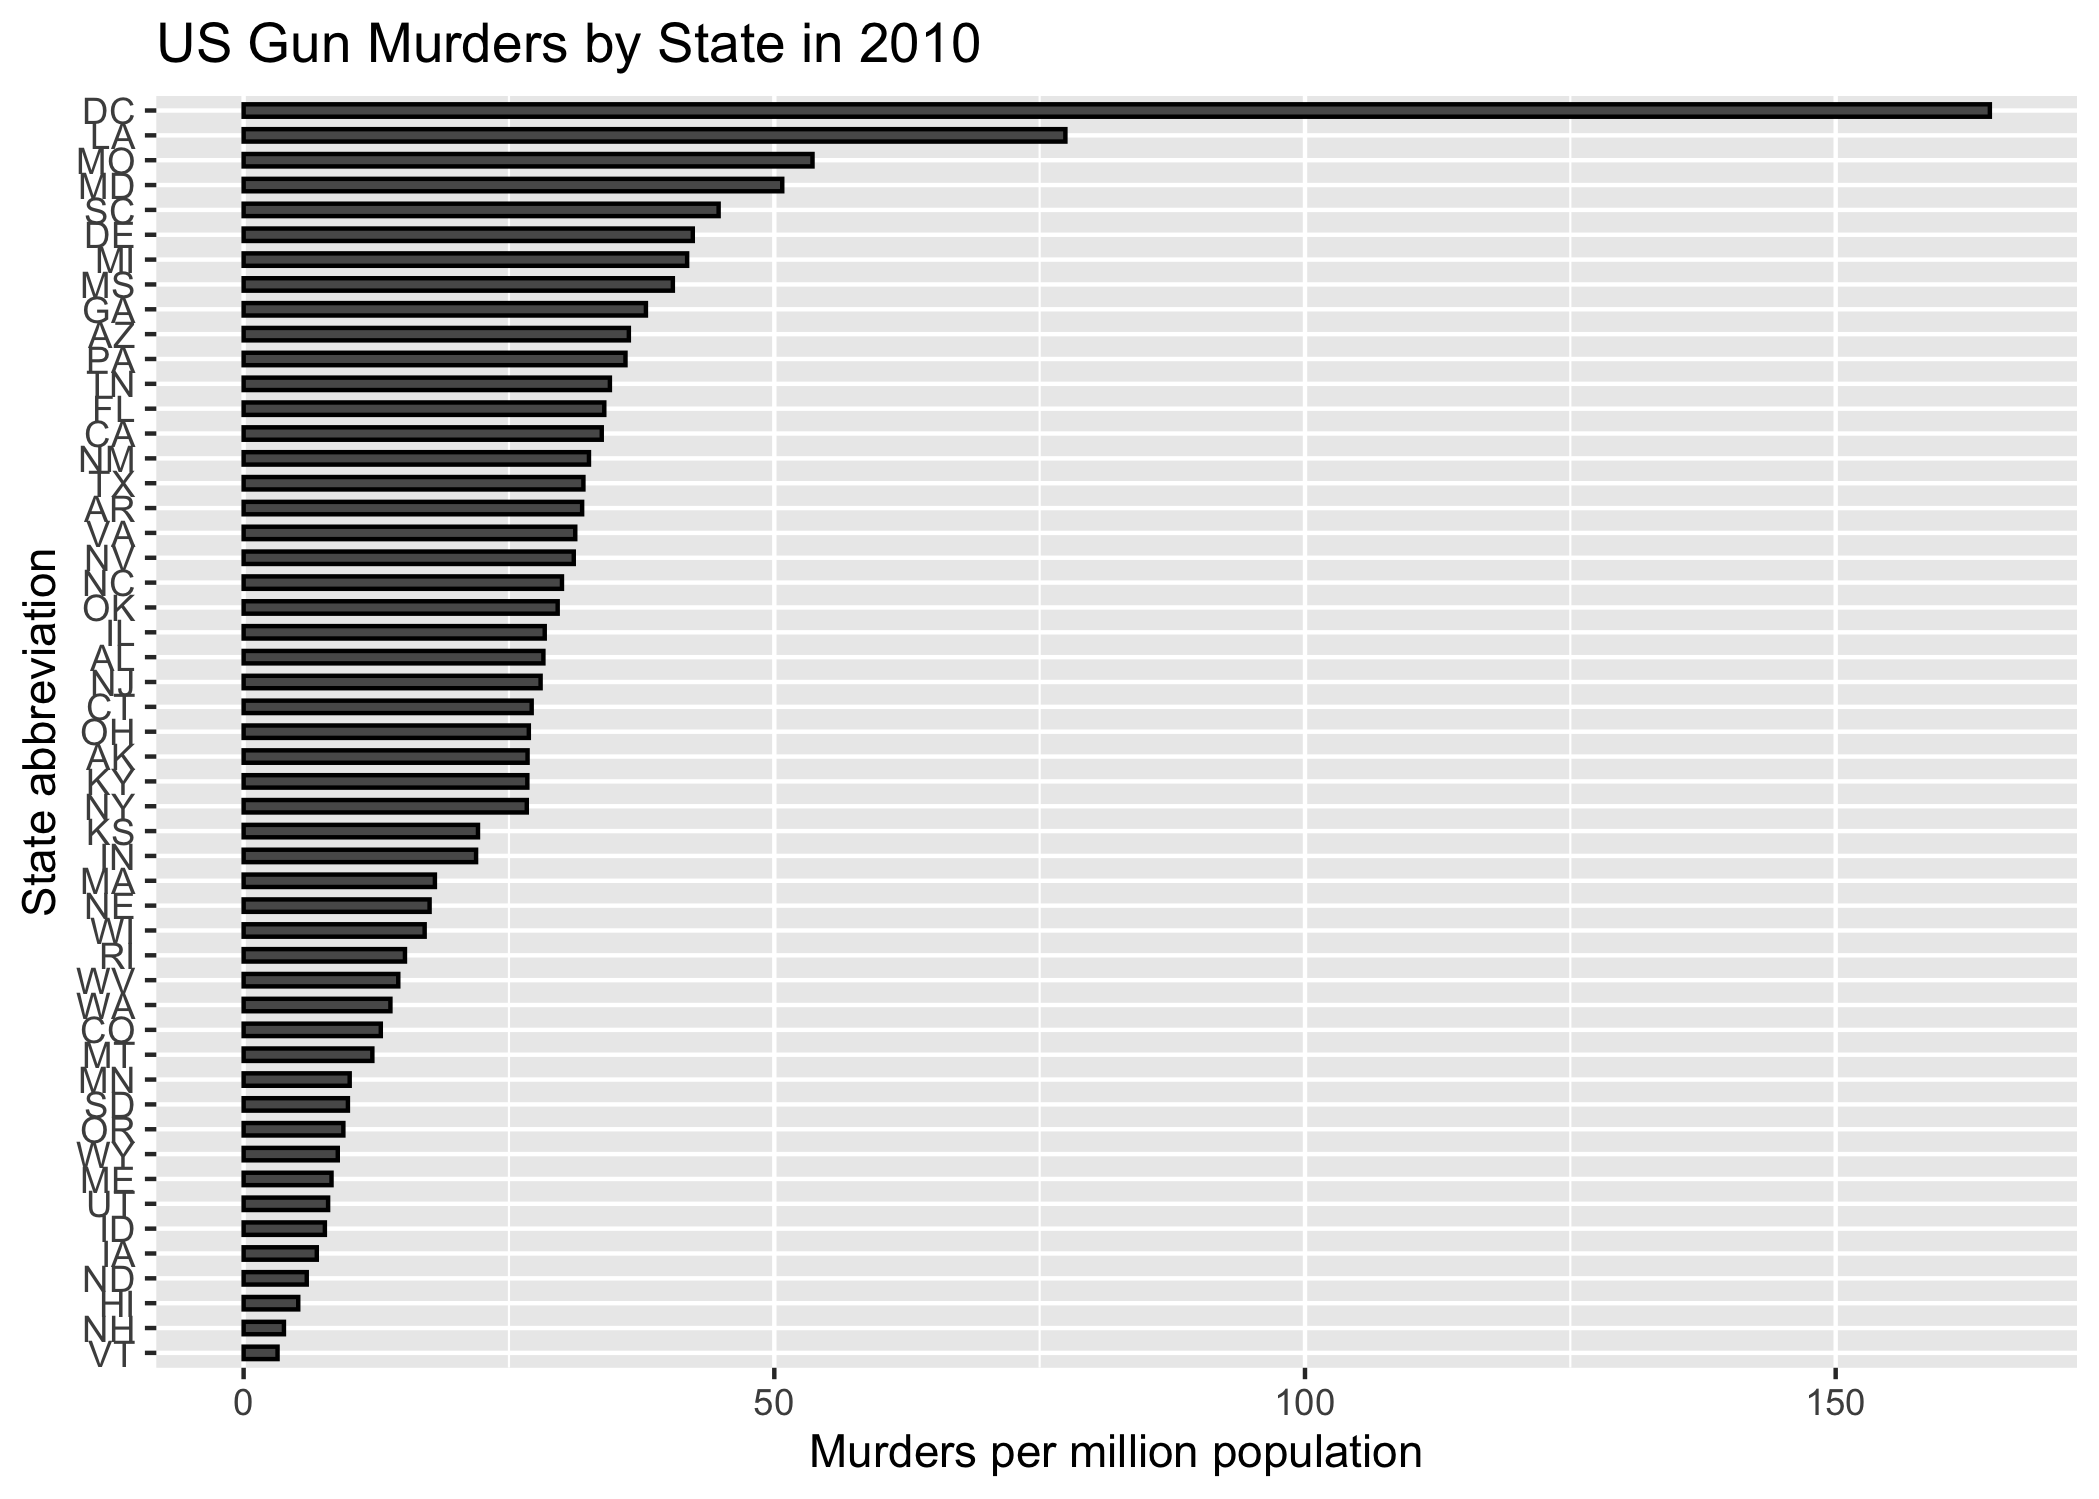 US Gun Murders by State in 2010
State abbreviation
DC
LA
MO
MD
SC
DE
MI
MS
GA
AZ
PA
TN
FL
CA
NM
TX
AR
VA
NV
NC
OK
IL
AL
NJ
CT
OH
AK
KY
NY
KS
IN
MA
NE
WI
RI
WV
WA
CO
MT
MN
SD
OR
WY
ME
UT
ID
IA
ND
HI
NH
VT
0 50 100 150
Murders per million population